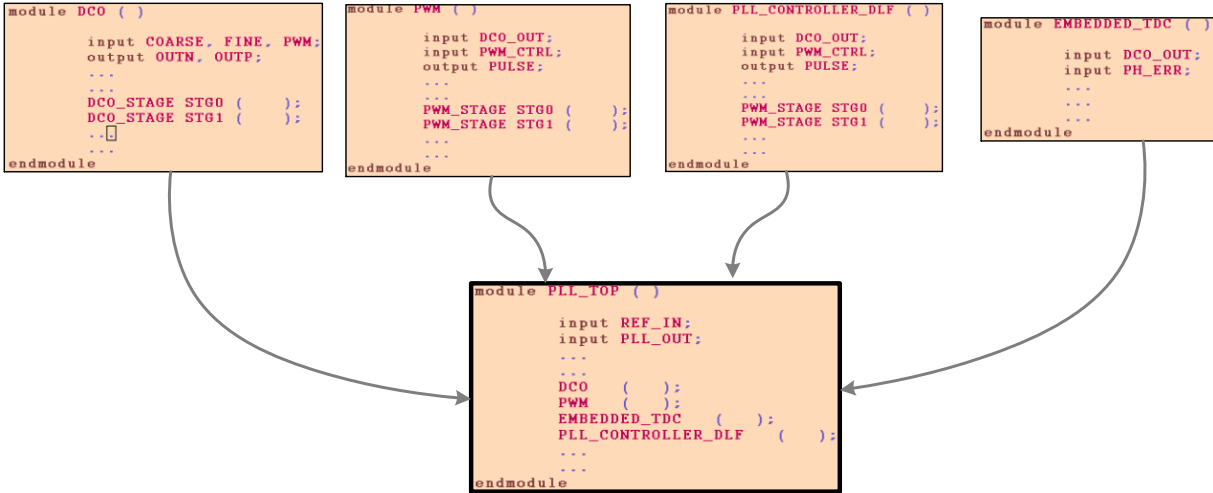 module DCO ( )
input COARSE, FINE, PWM;
output OUTN, OUTP;
...
...
DCO_STAGE STG0 ( );
DCO_STAGE STG1 ( );
...
...
endmodule
module PWM ( )
input DCO_OUT;
input PWM_CTRL;
output PULSE;
...
...
PWM_STAGE STG0 ( );
PWM_STAGE STG1 ( );
...
...
endmodule
module PLL_CONTROLLER_DLF ( )
input DCO_OUT;
input PWM_CTRL;
output PULSE;
...
...
PWM_STAGE STG0 ( );
PWM_STAGE STG1 ( );
...
...
endmodule
module EMBEDDED_TDC ( )
input DCO_OUT;
input PH_ERR;
...
...
...
endmodule
module PLL_TOP ( )
input REF_IN;
input PLL_OUT;
...
...
DCO ( );
PWM ( );
EMBEDDED_TDC ( );
PLL_CONTROLLER_DLF ( );
...
...
endmodule